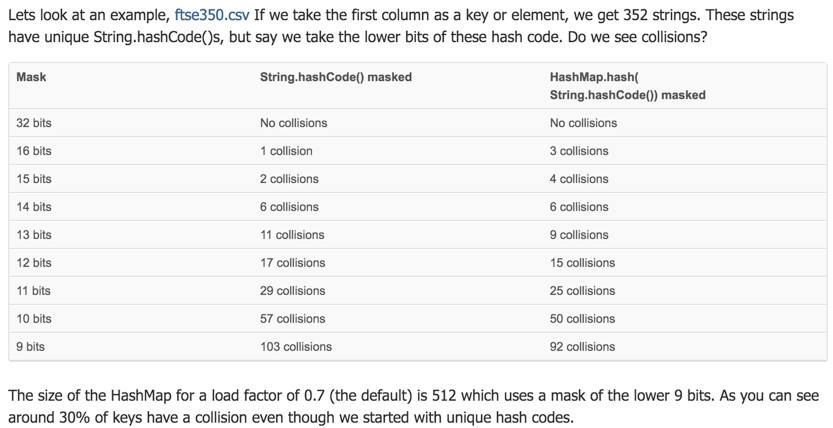 Lets look at an example, ftse350.csv If we take the first column as a key or element, we get 352 strings. These strings
have unique String.hashCode()s, but say we take the lower bits of these hash code. Do we see collisions?
Mask String.hashCode() masked HashMap.hash(
String.hashCode()) masked
32 bits No collisions No collisions
16 bits 1 collision 3 collisions
15 bits 2 collisions 4 collisions
14 bits 6 collisions 6 collisions
13 bits 11 collisions 9 collisions
12 bits 17 collisions 15 collisions
11 bits 29 collisions 25 collisions
10 bits 57 collisions 50 collisions
9 bits 103 collisions 92 collisions
The size of the HashMap for a load factor of 0.7 (the default) is 512 which uses a mask of the lower 9 bits. As you can see
around 30% of keys have a collision even though we started with unique hash codes.